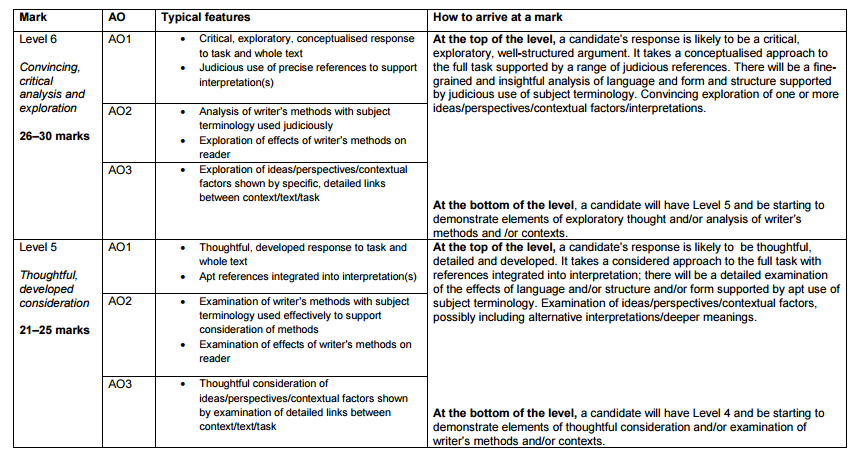 Mark AO Typical features How to arrive at a mark
Level 6
Convincing,
critical
analysis and
exploration
26–30 marks
AO1
• Critical, exploratory, conceptualised response
to task and whole text
• Judicious use of precise references to support
interpretation(s)
AO2
• Analysis of writer's methods with subject
terminology used judiciously
• Exploration of effects of writer's methods on
reader
AO3
• Exploration of ideas/perspectives/contextual
factors shown by specific, detailed links
between context/text/task
At the top of the level, a candidate's response is likely to be a critical,
exploratory, well-structured argument. It takes a conceptualised approach to
the full task supported by a range of judicious references. There will be a fine-
grained and insightful analysis of language and form and structure supported
by judicious use of subject terminology. Convincing exploration of one or more
ideas/perspectives/contextual factors/interpretations.
At the bottom of the level, a candidate will have Level 5 and be starting to
demonstrate elements of exploratory thought and/or analysis of writer's
methods and /or contexts.
Level 5
Thoughtful,
developed
consideration
21–25 marks
AO1
• Thoughtful, developed response to task and
whole text
• Apt references integrated into interpretation(s)
AO2
• Examination of writer's methods with subject
terminology used effectively to support
consideration of methods
• Examination of effects of writer's methods on
reader
AO3
• Thoughtful consideration of
ideas/perspectives/contextual factors shown
by examination of detailed links between
context/text/task
At the top of the level, a candidate's response is likely to be thoughtful,
detailed and developed. It takes a considered approach to the full task with
references integrated into interpretation; there will be a detailed examination
of the effects of language and/or structure and/or form supported by apt use of
subject terminology. Examination of ideas/perspectives/contextual factors,
possibly including alternative interpretations/deeper meanings.
At the bottom of the level, a candidate will have Level 4 and be starting to
demonstrate elements of thoughtful consideration and/or examination of
writer's methods and/or contexts.